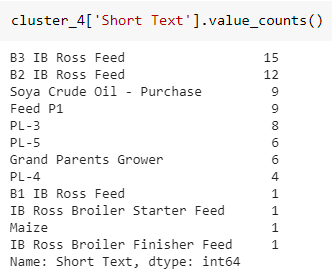 cluster_4['Short Text'].value_counts()
B3 IB Ross Feed 15
B2 IB Ross Feed 12
Soya Crude Oil - Purchase 9
Feed P1 9
PL-3 8
PL-5 6
Grand Parents Grower 6
PL-4 4
B1 IB Ross Feed 1
IB Ross Broiler Starter Feed 1
Maize 1
IB Ross Broiler Finisher Feed 1
Name: Short Text, dtype: int64